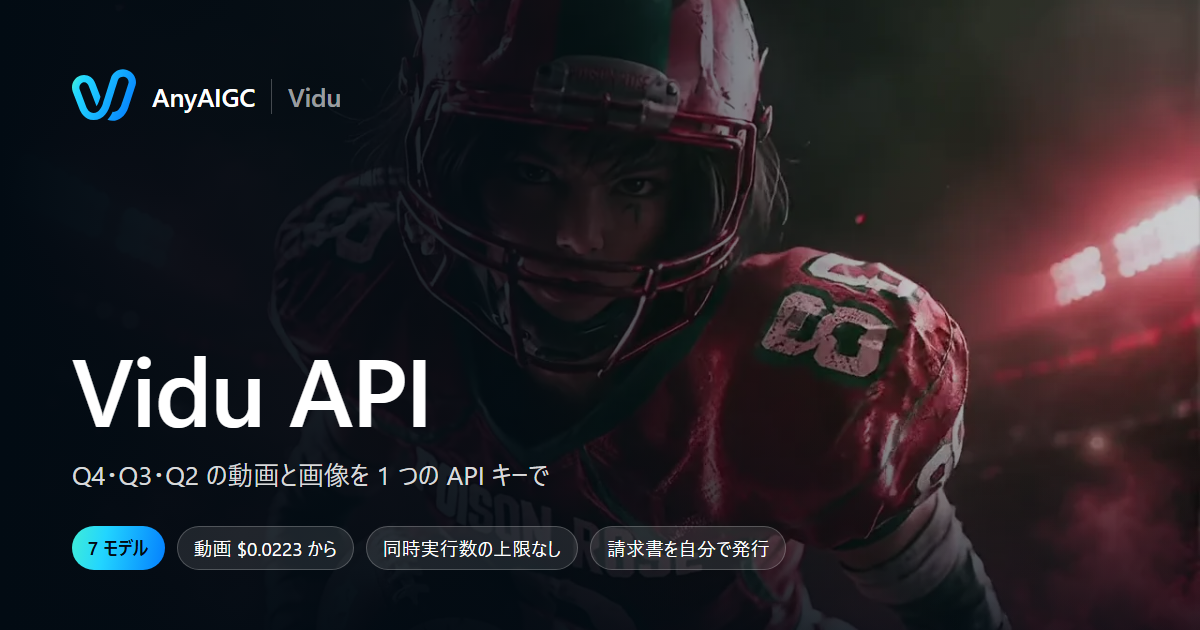 AnyAIGC | Vidu
58
Vidu API
Q4・Q3・Q2 の動画と画像を 1 つの API キーで
7 モデル
動画 $0.0223 から
同時実行数の上限なし
請求書を自分で発行